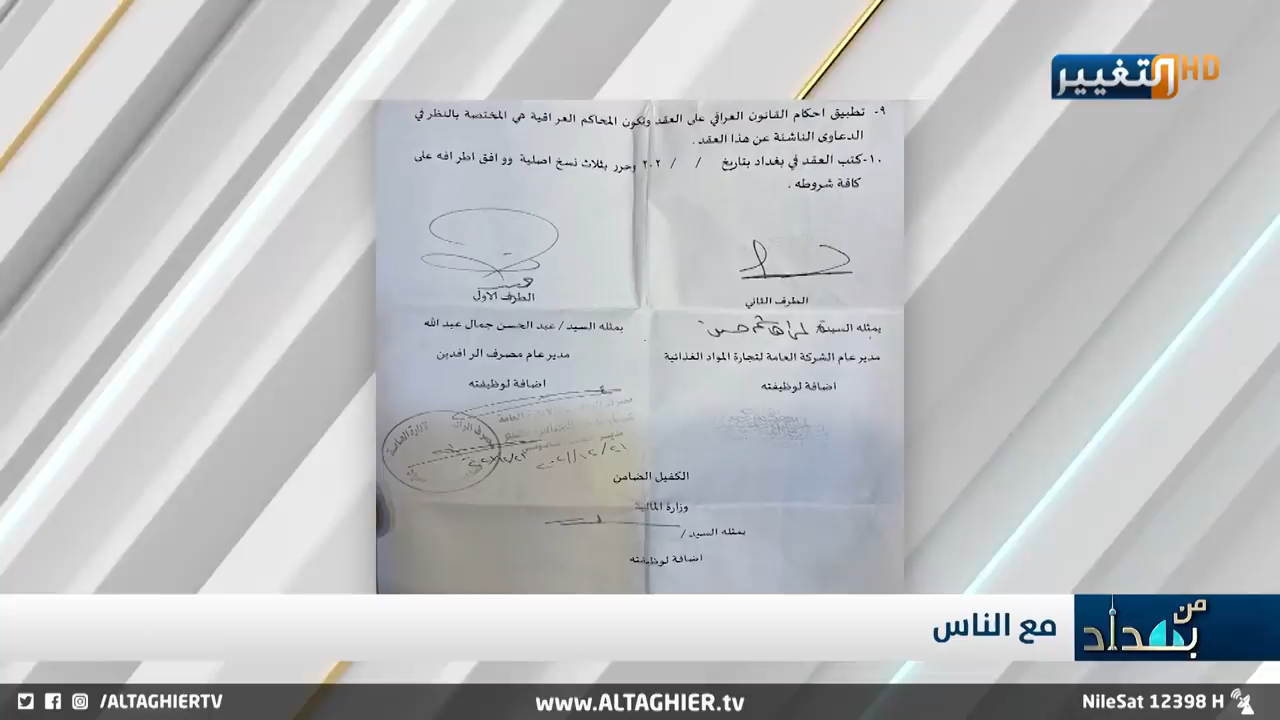 التغيير HD
٩- تطبيق احكام القانون العراقي على العقد وتكون المحاكم العراقية هي المختصة بالنظر في
الدعاوى الناشئة عن هذا العقد .
١٠-كتب العقد في بغداد بتاريخ / / ٢٠٢ وحرر بثلاث نسخ اصلية ووافق اطرافه على
كافة شروطه .
الطرف الثاني
يمثله السيدة/
مدير عام الشركة العامة لتجارة المواد الغذائية
اضافة لوظيفته
الطرف الاول
يمثله السيد / عبد الحسن جمال عبد الله
مدير عام مصرف الرافدين
اضافة لوظيفته
الكفيل الضامن
وزارة المالية
يمثله السيد /
اضافة لوظيفته
من بغداد
مع الناس
/ALTAGHIERTV
www.ALTAGHIER.tv
NileSat 12398 H